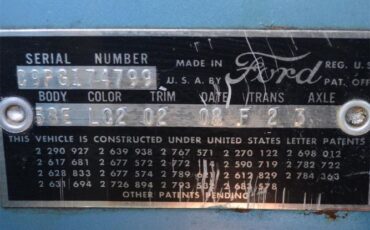 SERIAL NUMBER MADE IN Ford REG. U.S.
C9PG174799 U.S.A. BY PAT. OFF
BODY COLOR TRIM DATE TRANS AXLE
58E L02 02 08 F 2 3
THIS VEHICLE IS CONSTRUCTED UNDER UNITED STATES LETTER PATENTS
2 290 927 2 639 938 2 767 571 2 270 122 2 698 012
2 617 681 2 677 572 2 772 2 590 719 2 782 722
2 628 833 2 677 574 2 789 621 2 612 829 2 784 363
2 631 694 2 726 894 2 793 532 2 683 578
OTHER PATENTS PENDING